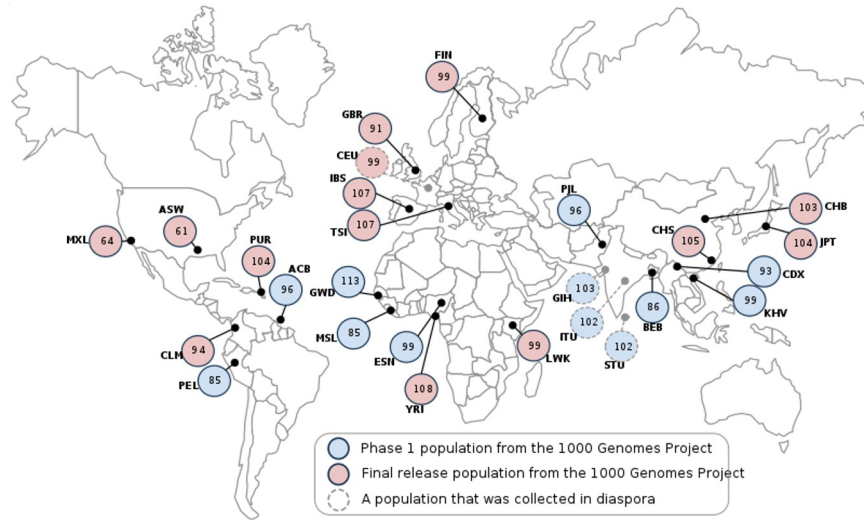 FIN
99
GBR
91
CEU
99
IBS
107
TSI
107
PJL
96
CHB
103
CHS
105
JPT
104
CDX
93
KHV
99
ASW
61
MXL
64
PUR
104
ACB
96
GWD
113
GIH
103
ITU
102
STU
102
BEB
86
MSL
85
ESN
99
YRI
108
LWK
99
CLM
94
PEL
85
Phase 1 population from the 1000 Genomes Project
Final release population from the 1000 Genomes Project
A population that was collected in diaspora